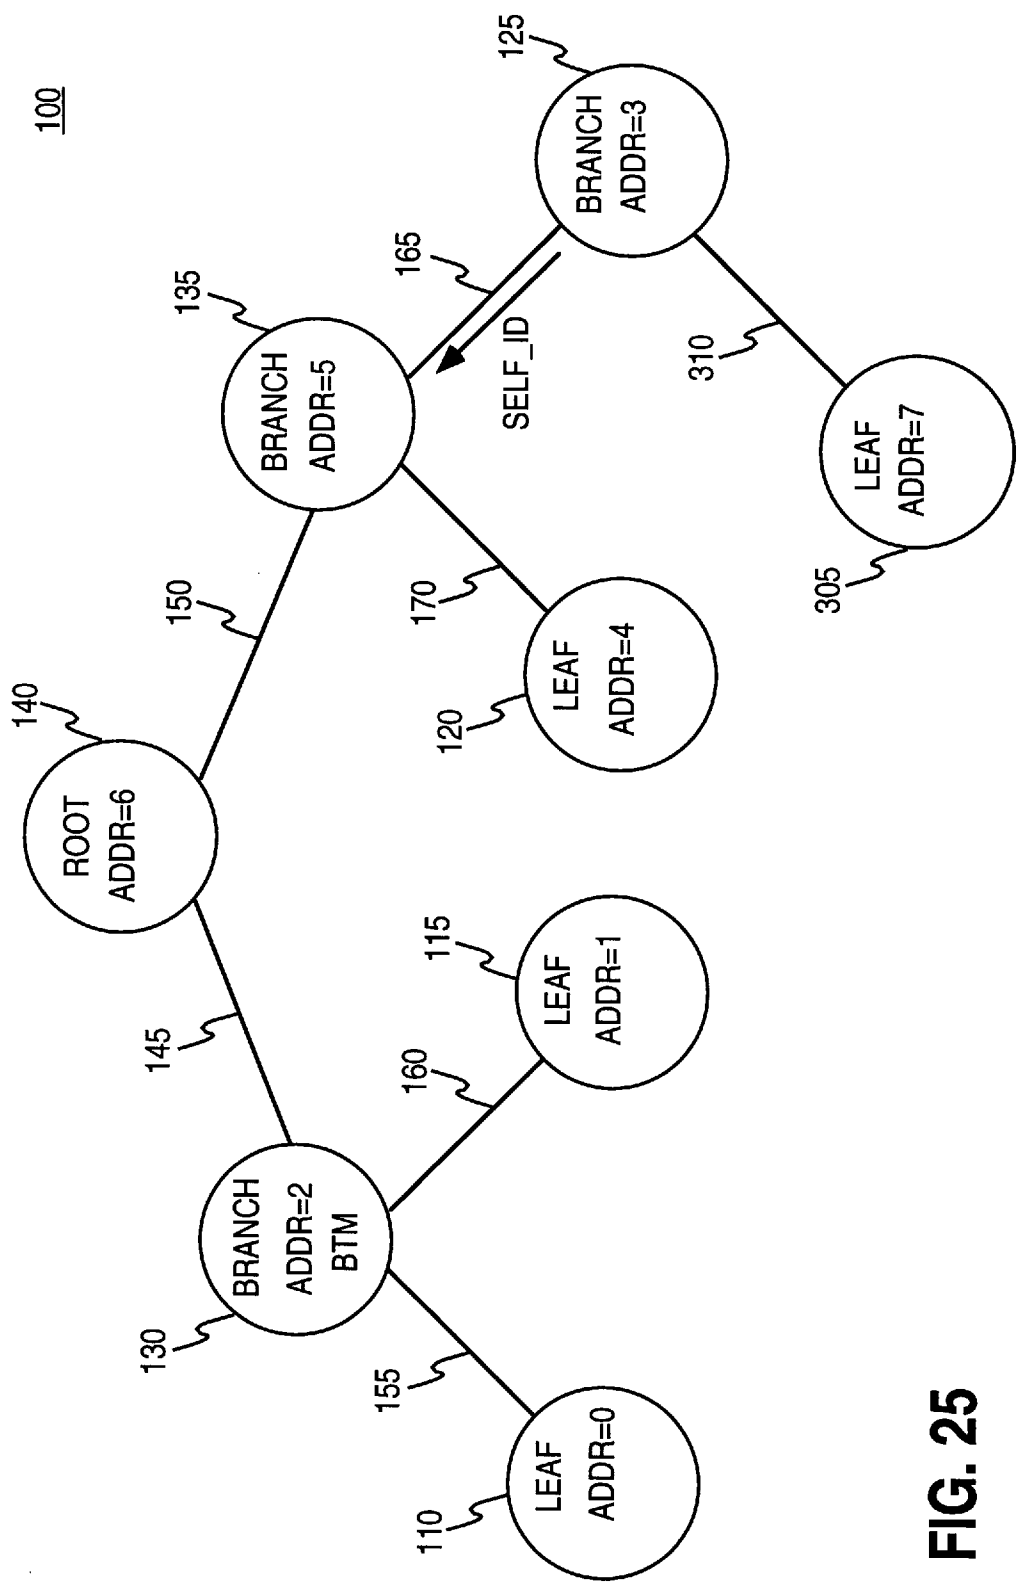 100
140
ROOT
ADDR=6
145
150
130
BRANCH
ADDR=2
BTM
135
BRANCH
ADDR=5
155
160
170
165
SELF_ID
110
LEAF
ADDR=0
115
LEAF
ADDR=1
120
LEAF
ADDR=4
125
BRANCH
ADDR=3
310
305
LEAF
ADDR=7
FIG. 25